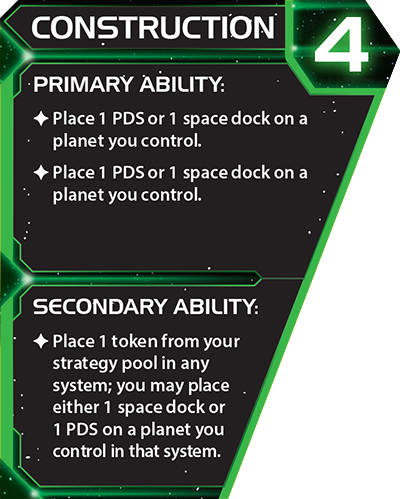 CONSTRUCTION
4
PRIMARY ABILITY:
Place 1 PDS or 1 space dock on a
planet you control.
Place 1 PDS or 1 space dock on a
planet you control.
SECONDARY ABILITY:
Place 1 token from your
strategy pool in any
system; you may place
either 1 space dock or
1 PDS on a planet you
control in that system.